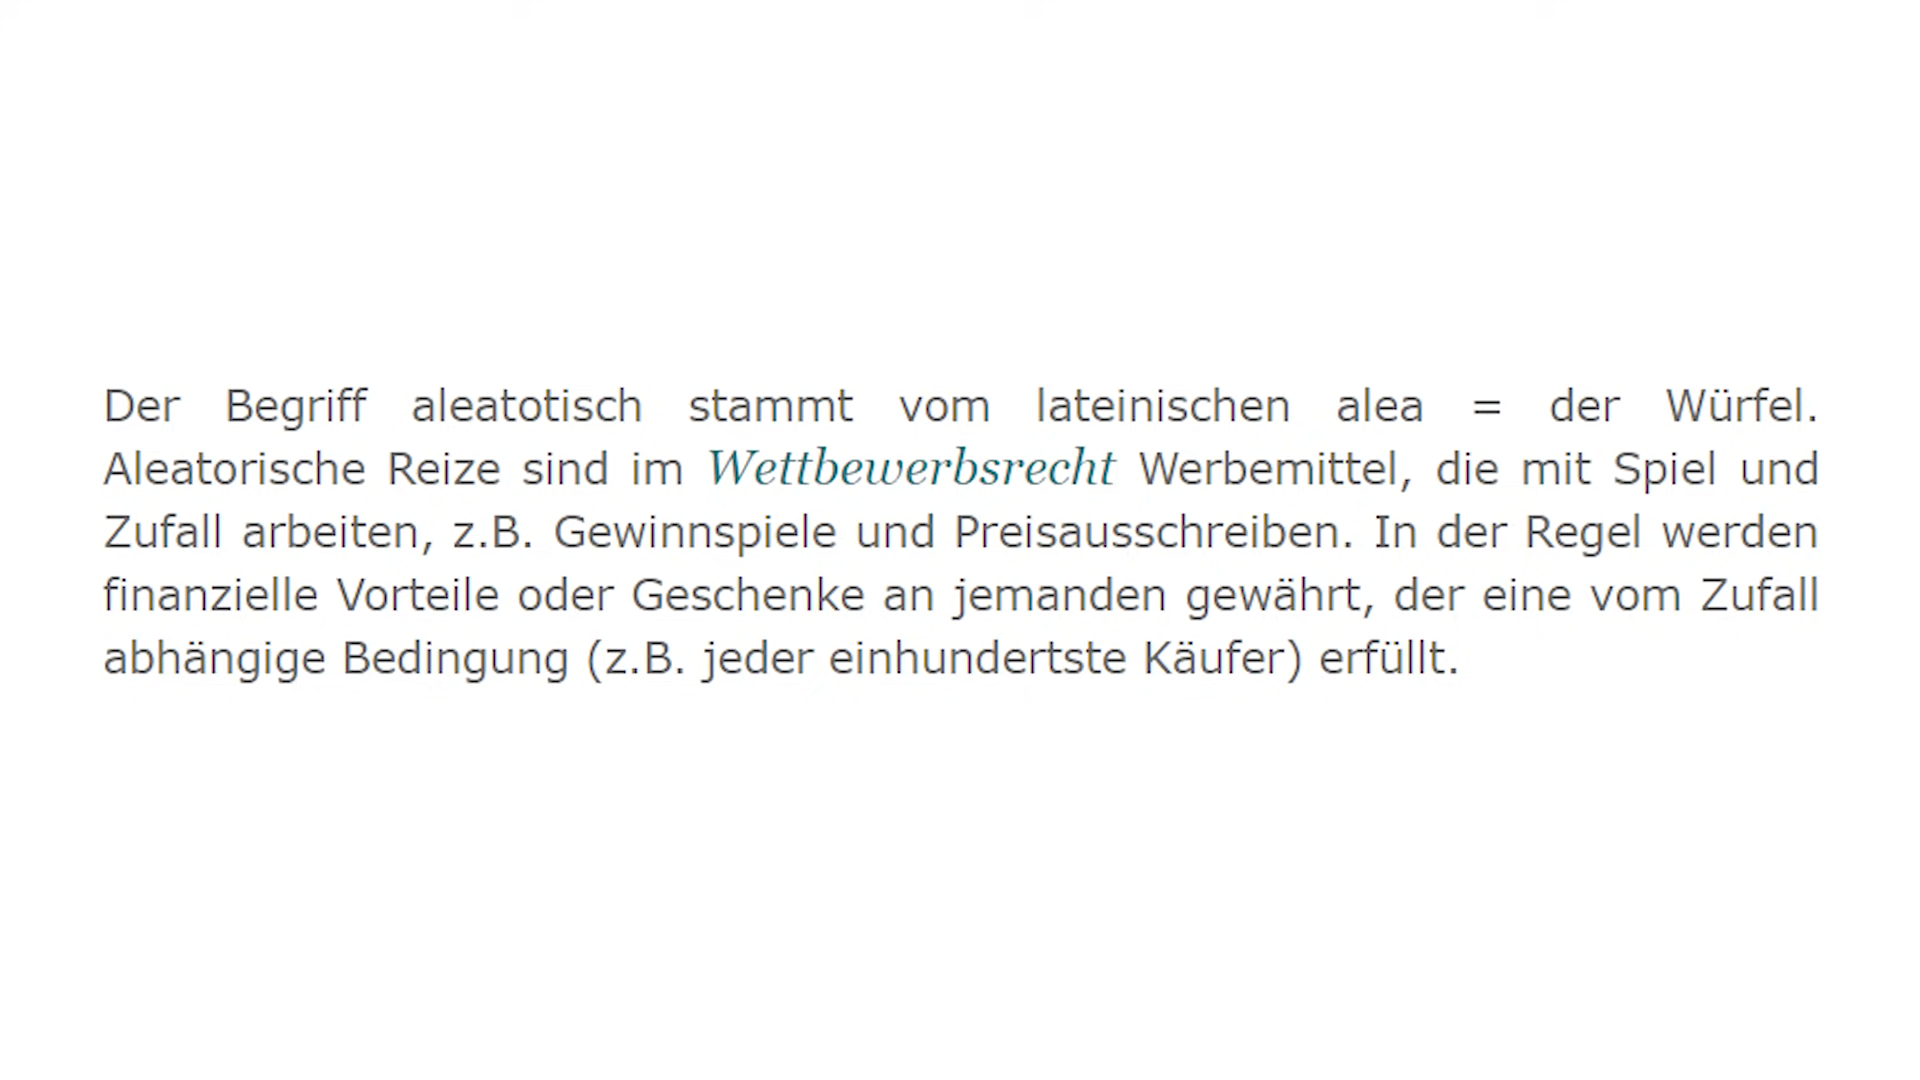 Der Begriff aleatotisch stammt vom lateinischen alea = der Würfel.
Aleatorische Reize sind im Wettbewerbsrecht Werbemittel, die mit Spiel und
Zufall arbeiten, z.B. Gewinnspiele und Preisausschreiben. In der Regel werden
finanzielle Vorteile oder Geschenke an jemanden gewährt, der eine vom Zufall
abhängige Bedingung (z.B. jeder einhundertste Käufer) erfüllt.